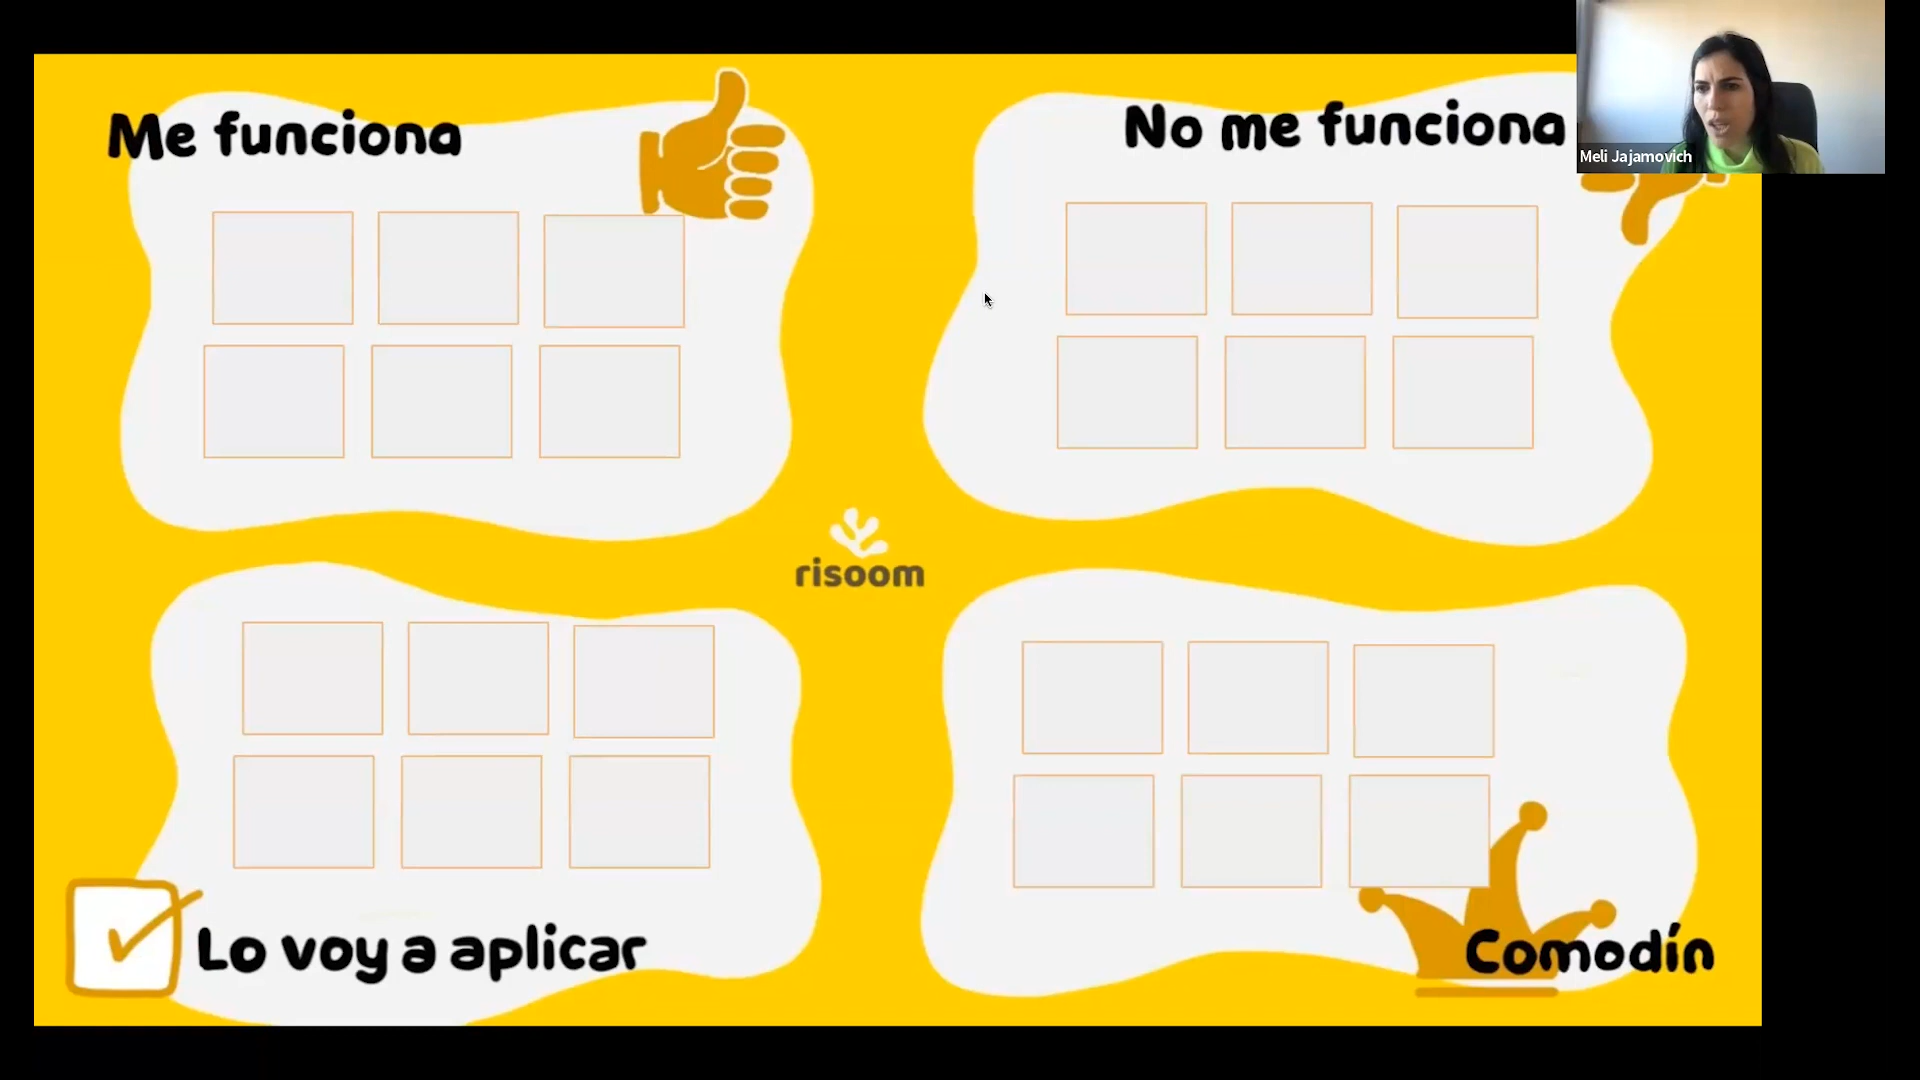 Me funciona
No me funciona
Meli Jajamovich
risoom
Lo voy a aplicar
Comodín